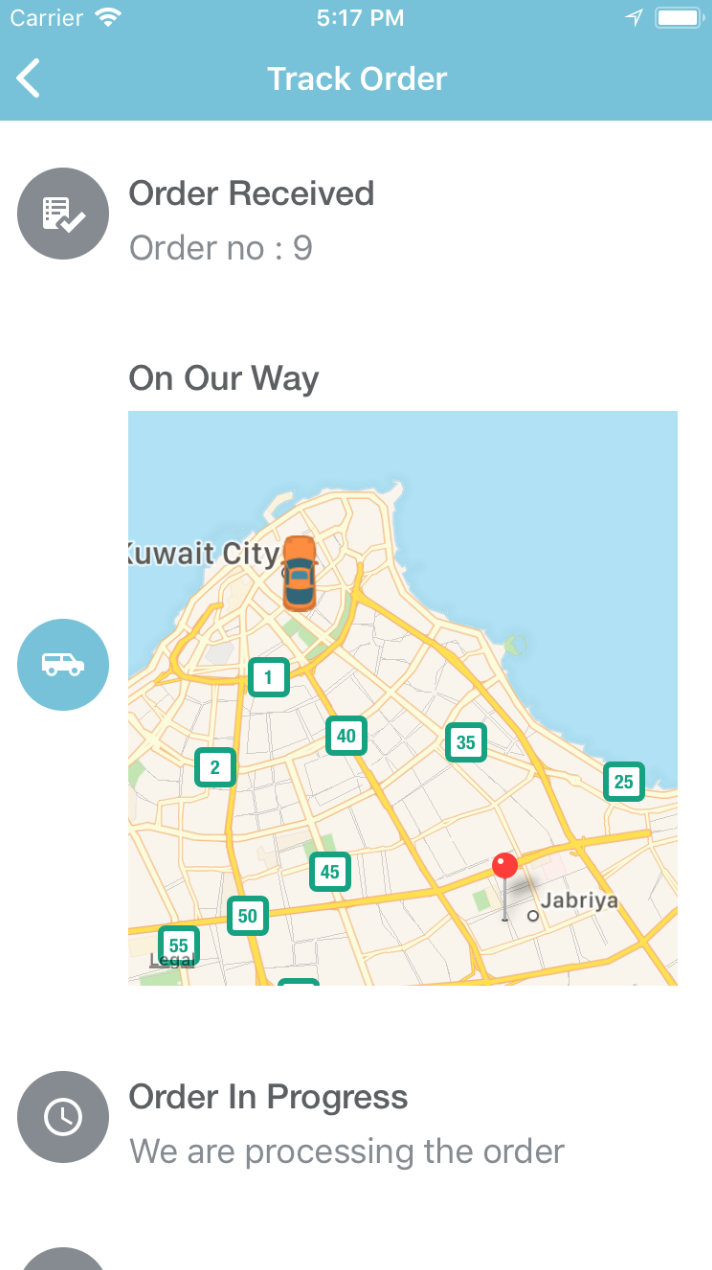 Carrier 5:17 PM
Track Order
Order Received
Order no : 9
On Our Way
Kuwait City
1
40
35
2
25
45
Jabriya
50
55
Legal
Order In Progress
We are processing the order